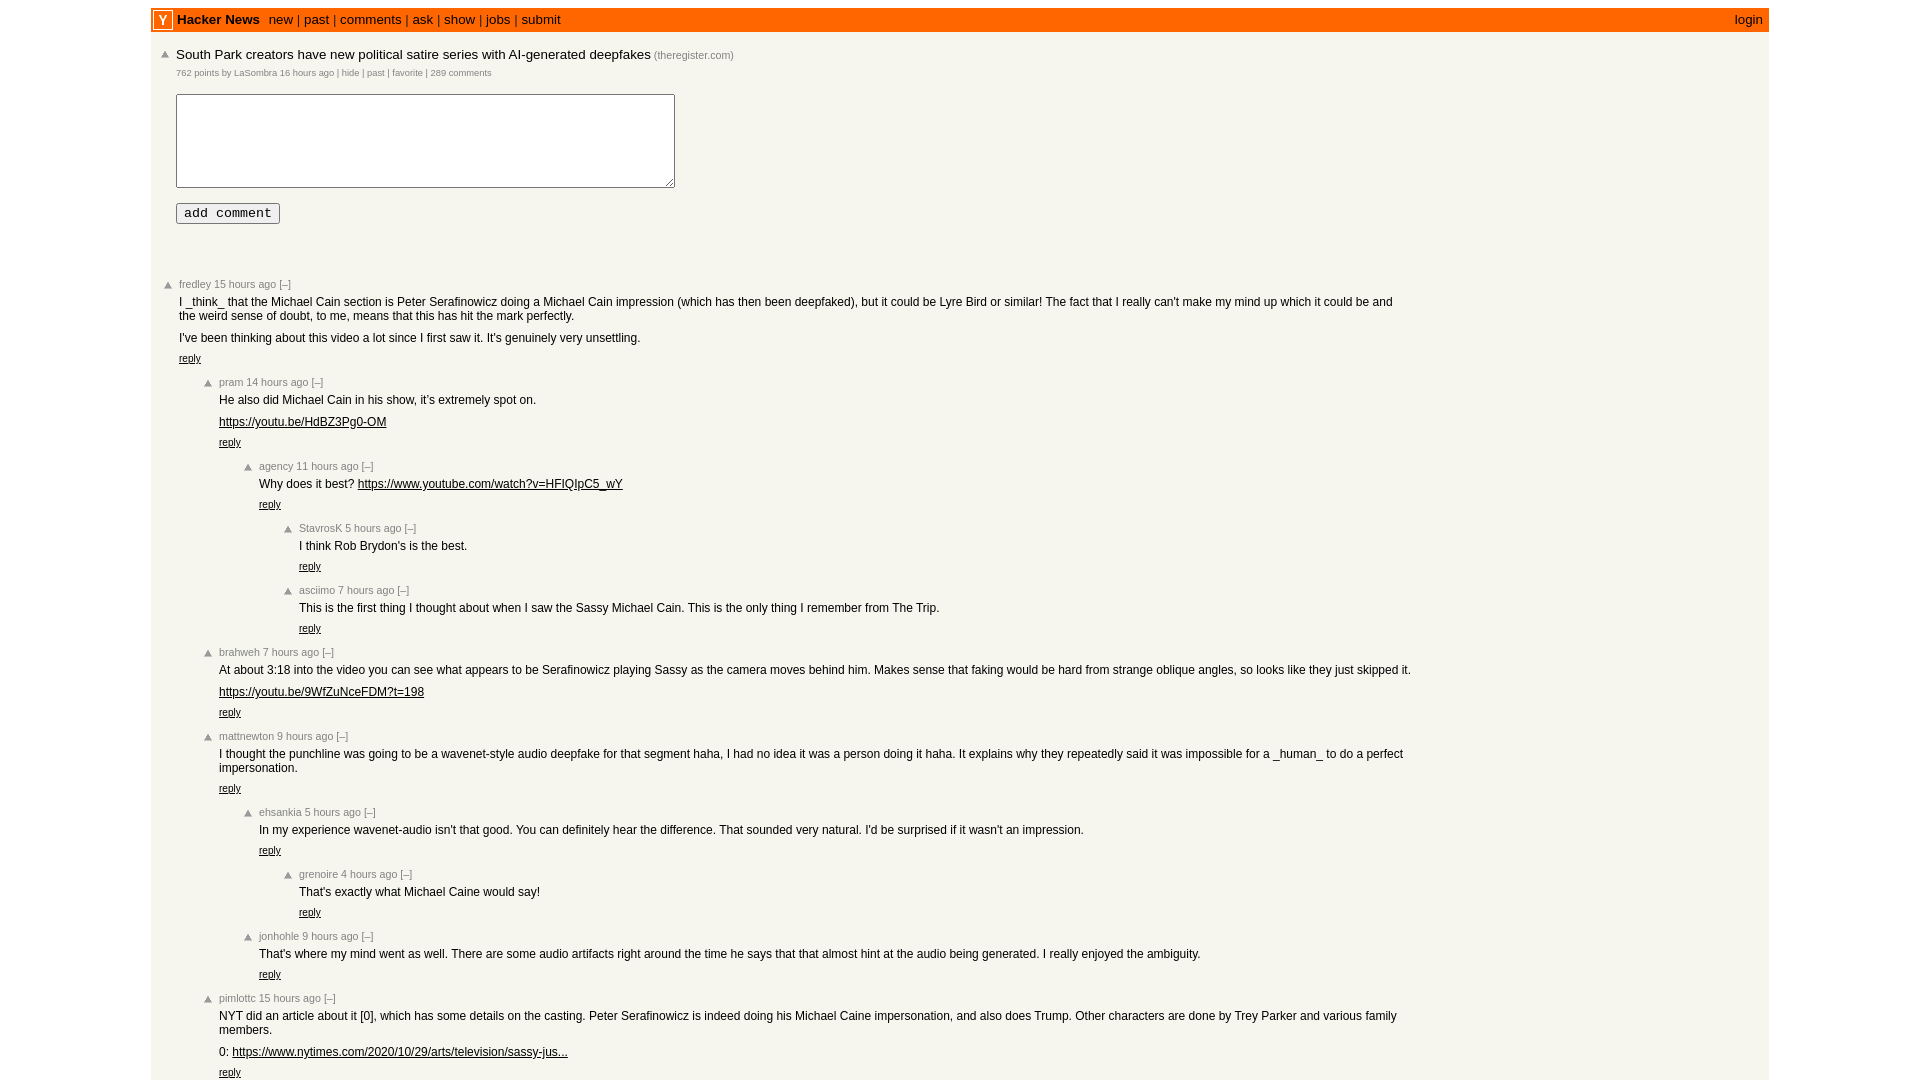 Y Hacker News new | past | comments | ask | show | jobs | submit login
South Park creators have new political satire series with AI-generated deepfakes (theregister.com)
762 points by LaSombra 16 hours ago | hide | past | favorite | 289 comments
add comment
fredley 15 hours ago [–]
I _think_ that the Michael Cain section is Peter Serafinowicz doing a Michael Cain impression (which has then been deepfaked), but it could be Lyre Bird or similar! The fact that I really can't make my mind up which it could be and
the weird sense of doubt, to me, means that this has hit the mark perfectly.
I've been thinking about this video a lot since I first saw it. It's genuinely very unsettling.
reply
pram 14 hours ago [–]
He also did Michael Cain in his show, it's extremely spot on.
https://youtu.be/HdBZ3Pg0-OM
reply
agency 11 hours ago [–]
Why does it best? https://www.youtube.com/watch?v=HFIQIpC5_wY
reply
StavrosK 5 hours ago [–]
I think Rob Brydon's is the best.
reply
asciimo 7 hours ago [–]
This is the first thing I thought about when I saw the Sassy Michael Cain. This is the only thing I remember from The Trip.
reply
brahweh 7 hours ago [–]
At about 3:18 into the video you can see what appears to be Serafinowicz playing Sassy as the camera moves behind him. Makes sense that faking would be hard from strange oblique angles, so looks like they just skipped it.
https://youtu.be/9WfZuNceFDM?t=198
reply
mattnewton 9 hours ago [–]
I thought the punchline was going to be a wavenet-style audio deepfake for that segment haha, I had no idea it was a person doing it haha. It explains why they repeatedly said it was impossible for a _human_ to do a perfect
impersonation.
reply
ehsankia 5 hours ago [–]
In my experience wavenet-audio isn't that good. You can definitely hear the difference. That sounded very natural. I'd be surprised if it wasn't an impression.
reply
grenoire 4 hours ago [–]
That's exactly what Michael Caine would say!
reply
jonhohle 9 hours ago [–]
That's where my mind went as well. There are some audio artifacts right around the time he says that that almost hint at the audio being generated. I really enjoyed the ambiguity.
reply
pimlottc 15 hours ago [–]
NYT did an article about it [0], which has some details on the casting. Peter Serafinowicz is indeed doing his Michael Caine impersonation, and also does Trump. Other characters are done by Trey Parker and various family
members.
0: https://www.nytimes.com/2020/10/29/arts/television/sassy-jus...
reply